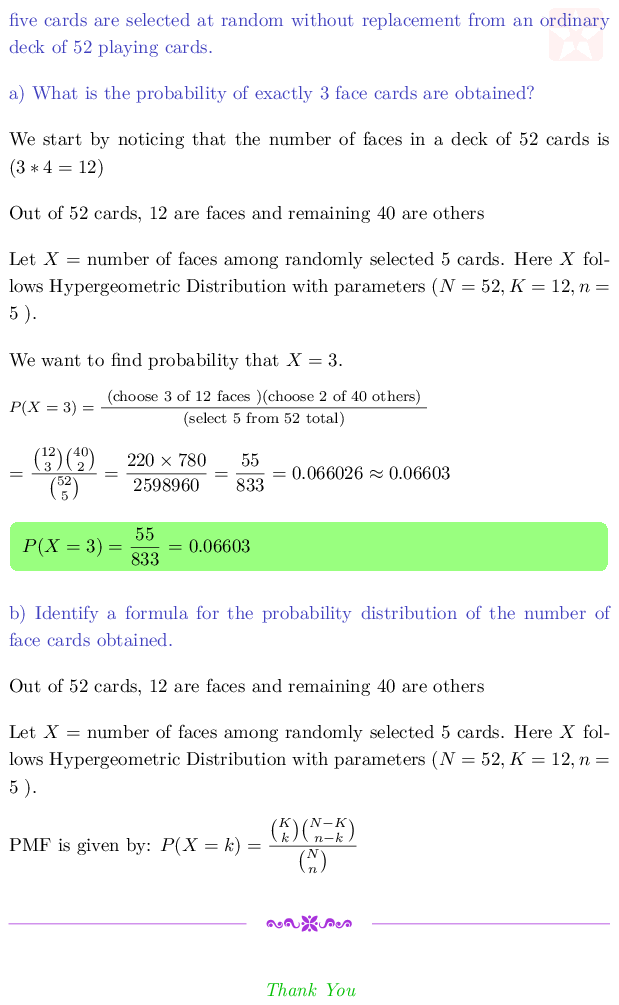 five cards are selected at random without replacement from an ordinary
deck of 52 playing cards.
a) What is the probability of exactly 3 face cards are obtained?
We start by noticing that the number of faces in a deck of 52 cards is
(3 ∗ 4 = 12)
Out of 52 cards, 12 are faces and remaining 40 are others
Let X = number of faces among randomly selected 5 cards. Here X fol-
lows Hypergeometric Distribution with parameters (N = 52, K = 12, n =
5 ).
We want to find probability that X = 3.
P(X = 3) = \frac{(choose 3 of 12 faces )(choose 2 of 40 others)}{(select 5 from 52 total)}
= \frac{\binom{12}{3}\binom{40}{2}}{\binom{52}{5}} = \frac{220 × 780}{2598960} = \frac{55}{833} = 0.066026 ≈ 0.06603
P(X = 3) = \frac{55}{833} = 0.06603
b) Identify a formula for the probability distribution of the number of
face cards obtained.
Out of 52 cards, 12 are faces and remaining 40 are others
Let X = number of faces among randomly selected 5 cards. Here X fol-
lows Hypergeometric Distribution with parameters (N = 52, K = 12, n =
5 ).
PMF is given by: P(X = k) = \frac{\binom{K}{k}\binom{N−K}{n−k}}{\binom{N}{n}}
Thank You